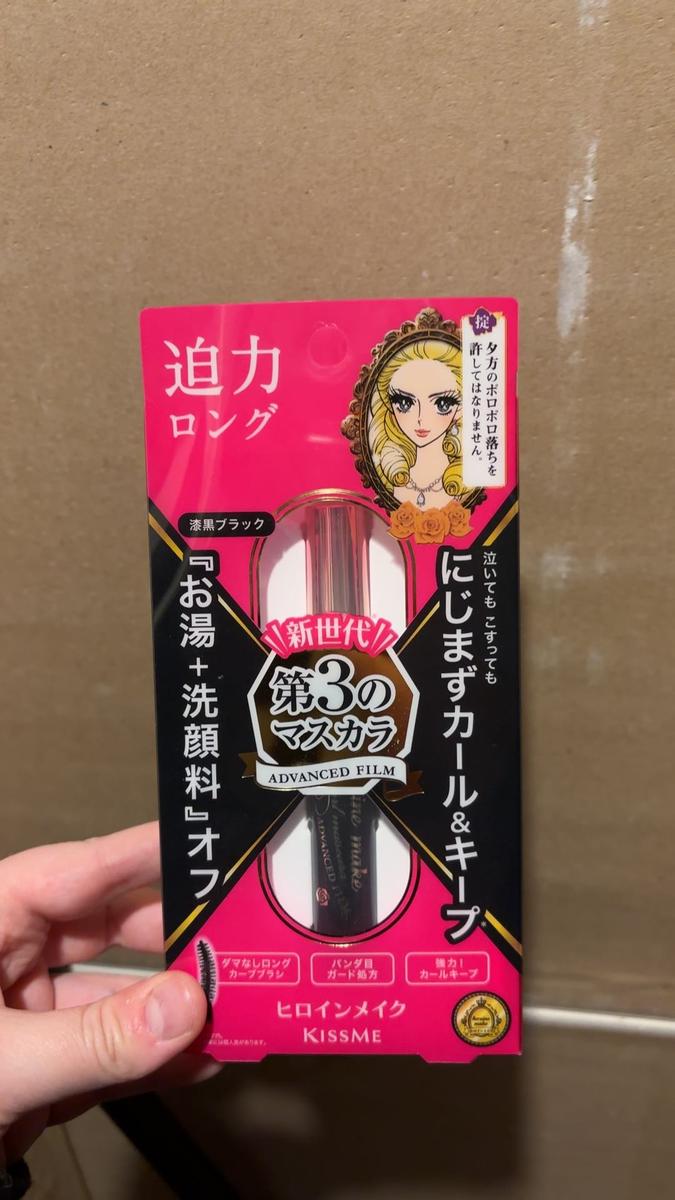 迫力
ロング
掟
夕方のポロポロ落ちを
許してはなりません。
漆黒ブラック
『お湯+洗顔料』オフ
泣いても こすっても
にじまずカール&キープ*
新世代
第3の
マスカラ
ADVANCED FILM
ine make
mascara
ADVANCED FILM
ダマなしロング
カーブブラシ
パンダ目
ガード処方
強力!
カールキープ
ヒロインメイク
KISSME